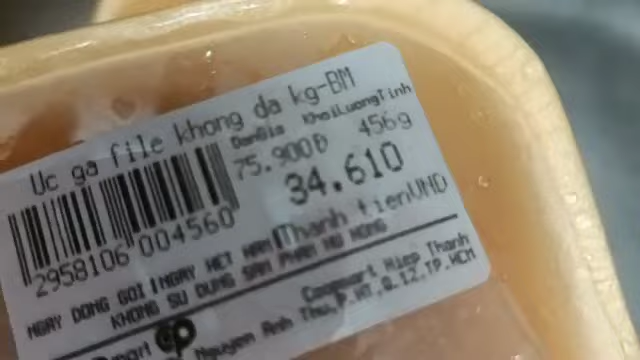 Uc ga file khong da kg-BM
DonGia KhoiLuongTinh
75.900Đ 456g
34.610
Thanh tienVND
2958106 004560
NGAY DONG GOI |NGAY HET HAN
KHONG SU DUNG SAN PHAM HU HONG
Coopmart Hiep Thanh
Nguyen Anh Thu,P.HT,Q.12,TP.HCM